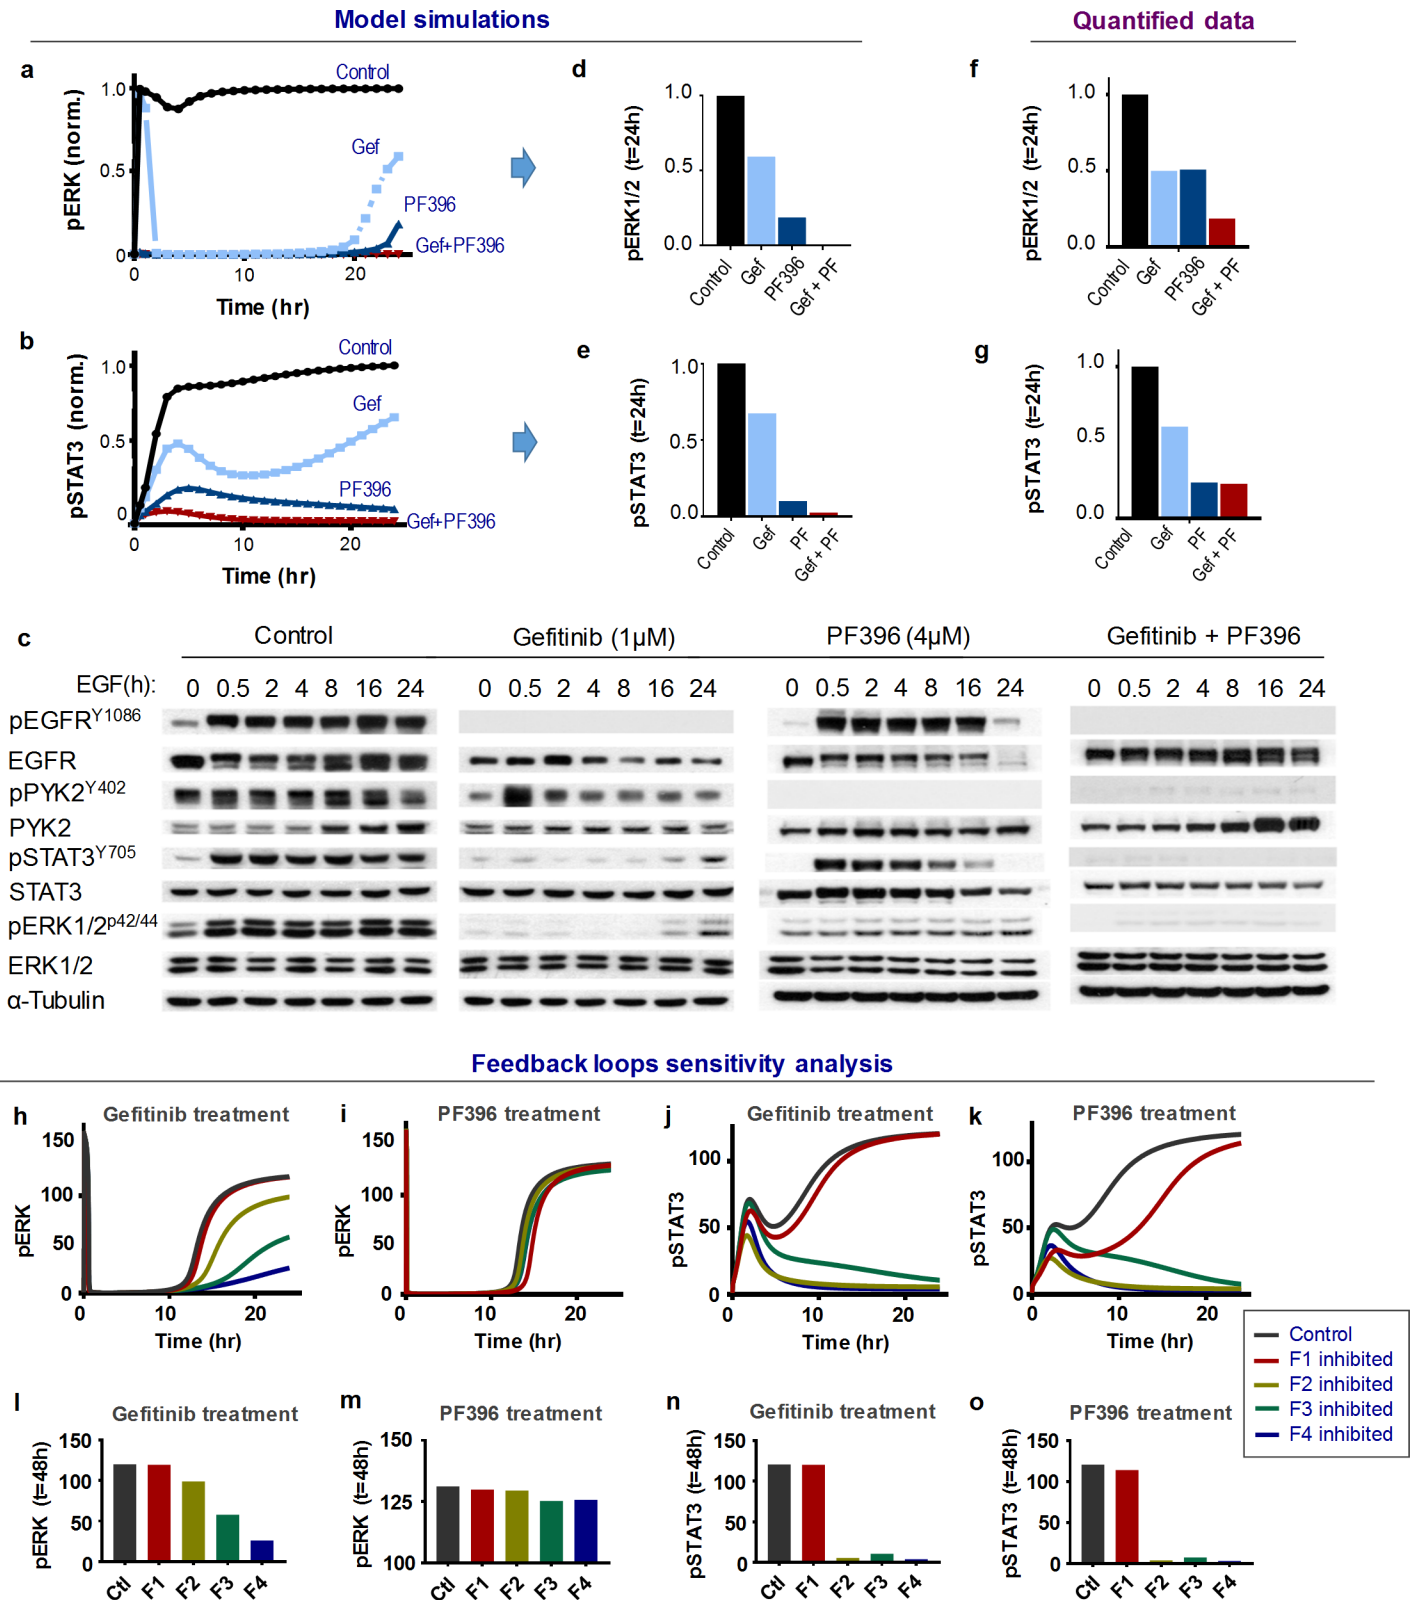 Model simulations
Quantified data
a
pERK (norm.)
1.0
0.5
0
Control
Gef
PF396
Gef+PF396
0 10 20
Time (hr)
d
pERK1/2 (t=24h)
1.0
0.5
0.0
Control
Gef
PF396
Gef + PF
f
pERK1/2 (t=24h)
1.0
0.5
0.0
Control
Gef
PF396
Gef + PF
b
pSTAT3 (norm.)
1.0
0.5
0
Control
Gef
PF396
Gef+PF396
0 10 20
Time (hr)
e
pSTAT3 (t=24h)
1.0
0.5
0.0
Control
Gef
PF
Gef + PF
g
pSTAT3 (t=24h)
1.0
0.5
0.0
Control
Gef
PF
Gef + PF
c
Control
Gefitinib (1µM)
PF396 (4µM)
Gefitinib + PF396
EGF(h): 0 0.5 2 4 8 16 24 0 0.5 2 4 8 16 24 0 0.5 2 4 8 16 24 0 0.5 2 4 8 16 24
pEGFR Y1086
EGFR
pPYK2 Y402
PYK2
pSTAT3 Y705
STAT3
pERK1/2 p42/44
ERK1/2
α-Tubulin
Feedback loops sensitivity analysis
h
Gefitinib treatment
pERK
150
100
50
0
0 10 20
Time (hr)
i
PF396 treatment
pERK
150
100
50
0
0 10 20
Time (hr)
j
Gefitinib treatment
pSTAT3
100
50
0
0 10 20
Time (hr)
k
PF396 treatment
pSTAT3
100
50
0
0 10 20
Time (hr)
Control
F1 inhibited
F2 inhibited
F3 inhibited
F4 inhibited
l
Gefitinib treatment
pERK (t=48h)
150
100
50
0
Ctl F1 F2 F3 F4
m
PF396 treatment
pERK (t=48h)
150
125
100
Ctl F1 F2 F3 F4
n
Gefitinib treatment
pSTAT3 (t=48h)
150
100
50
0
Ctl F1 F2 F3 F4
o
PF396 treatment
pSTAT3 (t=48h)
150
100
50
0
Ctl F1 F2 F3 F4